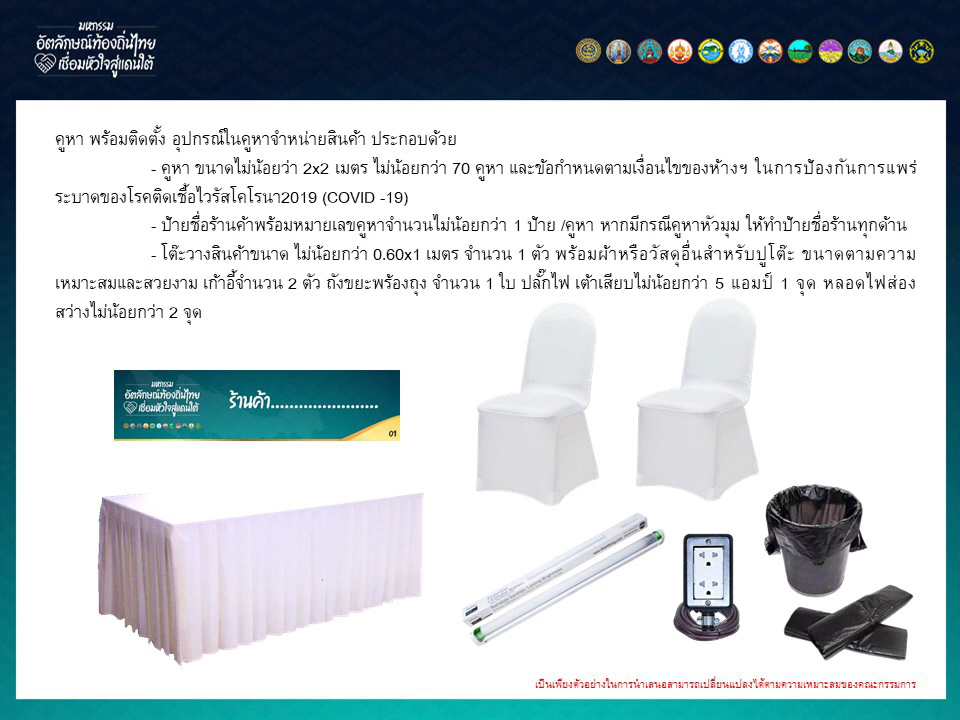 มหกรรม
อัตลักษณ์ท้องถิ่นไทย
เชื่อมหัวใจสู่แดนใต้
คูหา พร้อมติดตั้ง อุปกรณ์ในคูหาจำหน่ายสินค้า ประกอบด้วย
- คูหา ขนาดไม่น้อยว่า 2x2 เมตร ไม่น้อยกว่า 70 คูหา และข้อกำหนดตามเงื่อนไขของห้างฯ ในการป้องกันการแพร่
ระบาดของโรคติดเชื้อไวรัสโคโรนา2019 (COVID -19)
- ป้ายชื่อร้านค้าพร้อมหมายเลขคูหาจำนวนไม่น้อยกว่า 1 ป้าย /คูหา หากมีกรณีคูหาหัวมุม ให้ทำป้ายชื่อร้านทุกด้าน
- โต๊ะวางสินค้าขนาด ไม่น้อยกว่า 0.60x1 เมตร จำนวน 1 ตัว พร้อมผ้าหรือวัสดุอื่นสำหรับปูโต๊ะ ขนาดตามความ
เหมาะสมและสวยงาม เก้าอี้จำนวน 2 ตัว ถังขยะพร้องถุง จำนวน 1 ใบ ปลั๊กไฟ เต้าเสียบไม่น้อยกว่า 5 แอมป์ 1 จุด หลอดไฟส่อง
สว่างไม่น้อยกว่า 2 จุด
มหกรรม
อัตลักษณ์ท้องถิ่นไทย
เชื่อมหัวใจสู่แดนใต้
ร้านค้า........................
01
เป็นเพียงตัวอย่างในการนำเสนอสามารถเปลี่ยนแปลงได้ตามความเหมาะสมของคณะกรรมการ